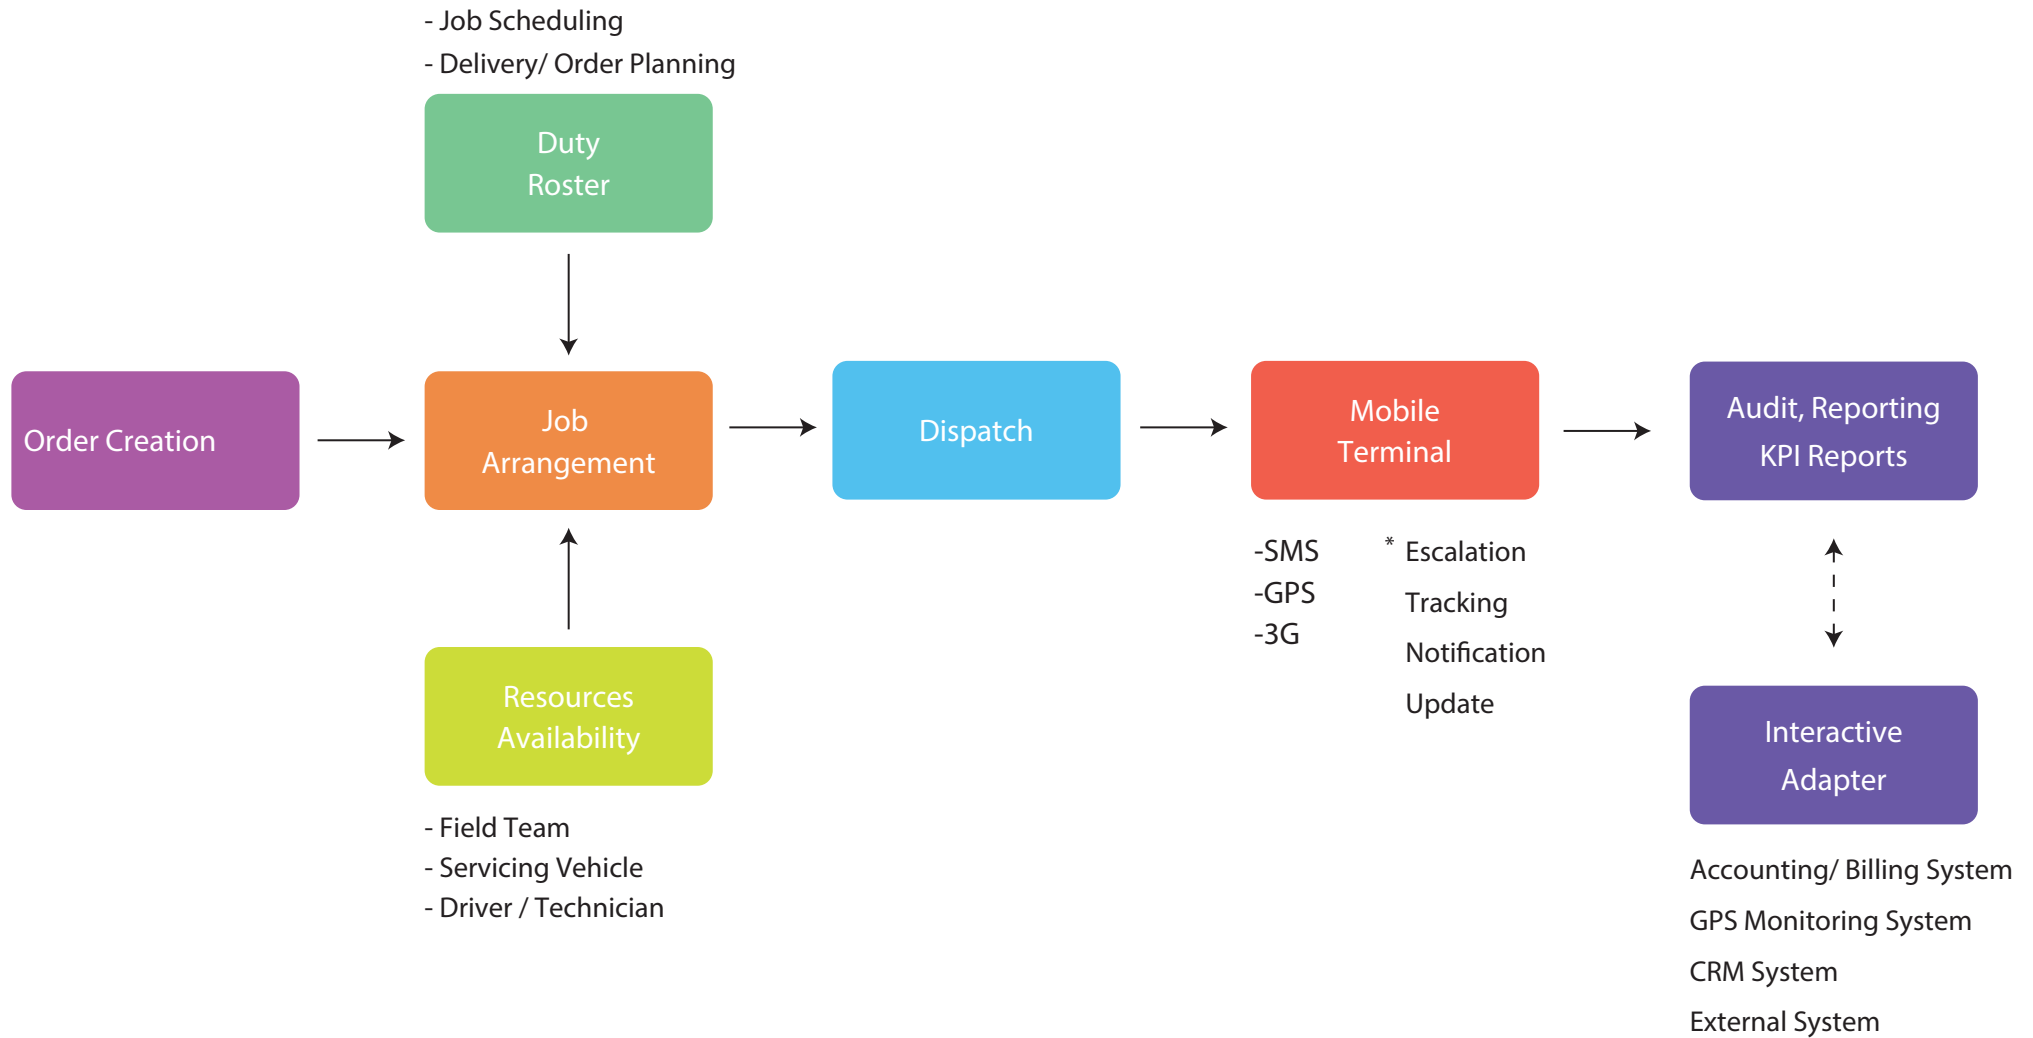 - Job Scheduling
- Delivery/ Order Planning
Duty
Roster
Order Creation
Job
Arrangement
Dispatch
Mobile
Terminal
Audit, Reporting
KPI Reports
-SMS
-GPS
-3G
* Escalation
Tracking
Notification
Update
Resources
Availability
- Field Team
- Servicing Vehicle
- Driver / Technician
Interactive
Adapter
Accounting/ Billing System
GPS Monitoring System
CRM System
External System